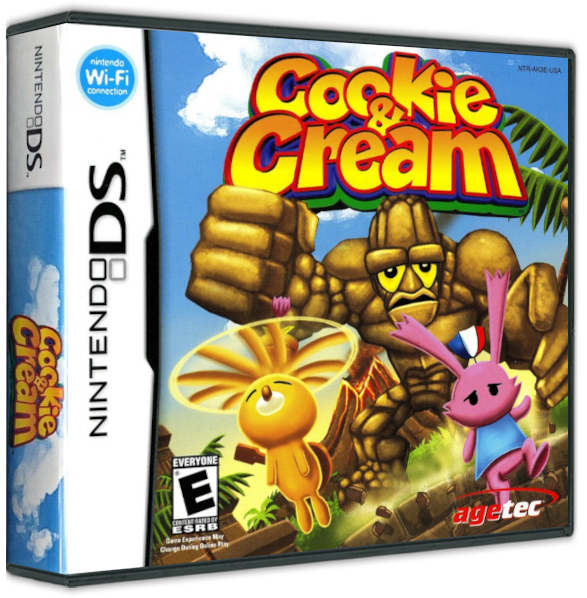 NINTENDO DS
Cookie
&
Cream
nintendo
Wi-Fi
connection
NINTENDO DS™
NTR-AK3E-USA
Cookie
&
Cream
EVERYONE
E
CONTENT RATED BY
ESRB
Game Experience May
Change During Online Play
agetec